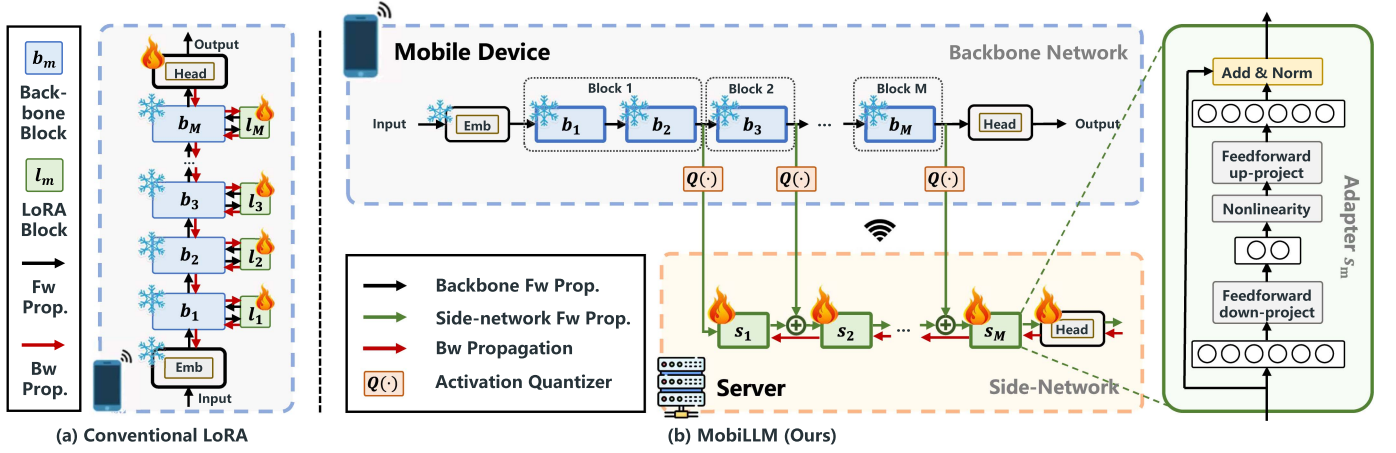 b_m
Back-
bone
Block
l_m
LoRA
Block
Fw
Prop.
Bw
Prop.
Output
Head
b_M
l_M
...
b_3
l_3
b_2
l_2
b_1
l_1
Emb
Input
(a) Conventional LoRA
Mobile Device
Backbone Network
Block 1
Block 2
Block M
Input
Emb
b_1
b_2
b_3
...
b_M
Head
Output
Q(·)
Q(·)
Q(·)
Backbone Fw Prop.
Side-network Fw Prop.
Bw Propagation
Q(·)
Activation Quantizer
s_1
+
s_2
...
+
s_M
Head
Server
Side-Network
(b) MobiLLM (Ours)
Add & Norm
Feedforward
up-project
Nonlinearity
Feedforward
down-project
Adapter s_m